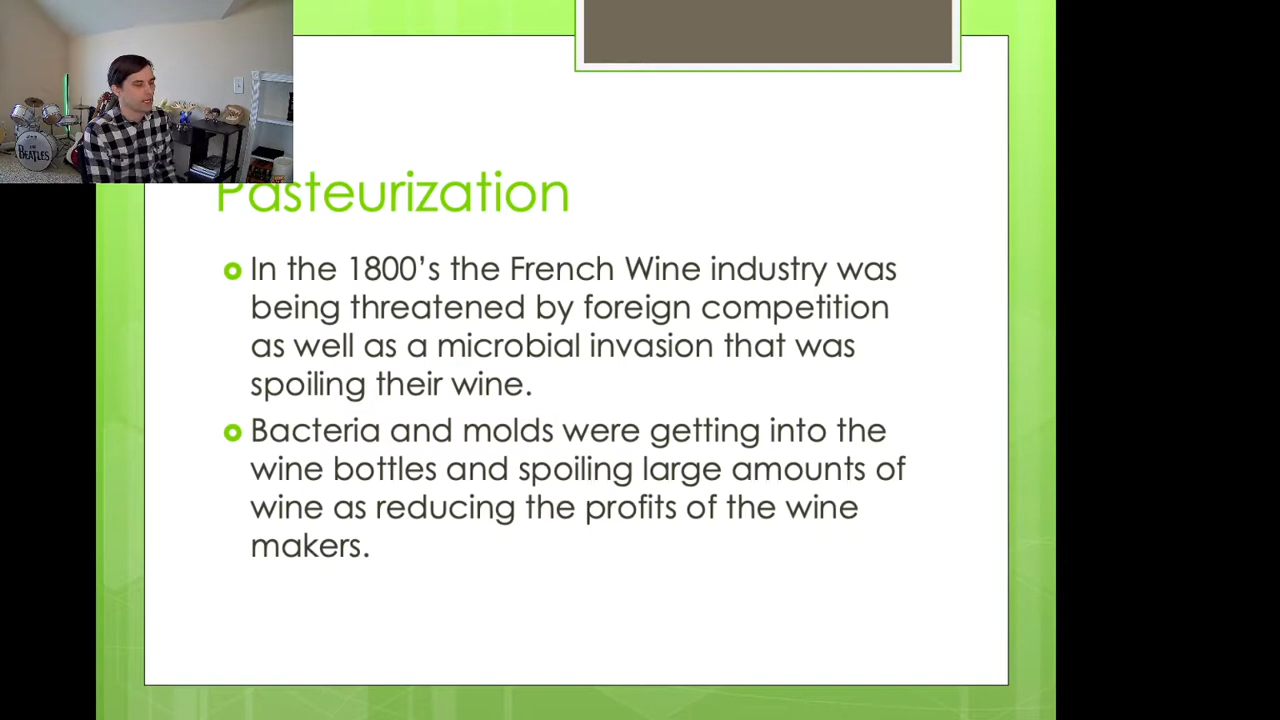 THE
BEATLES
Pasteurization
In the 1800’s the French Wine industry was
being threatened by foreign competition
as well as a microbial invasion that was
spoiling their wine.
Bacteria and molds were getting into the
wine bottles and spoiling large amounts of
wine as reducing the profits of the wine
makers.